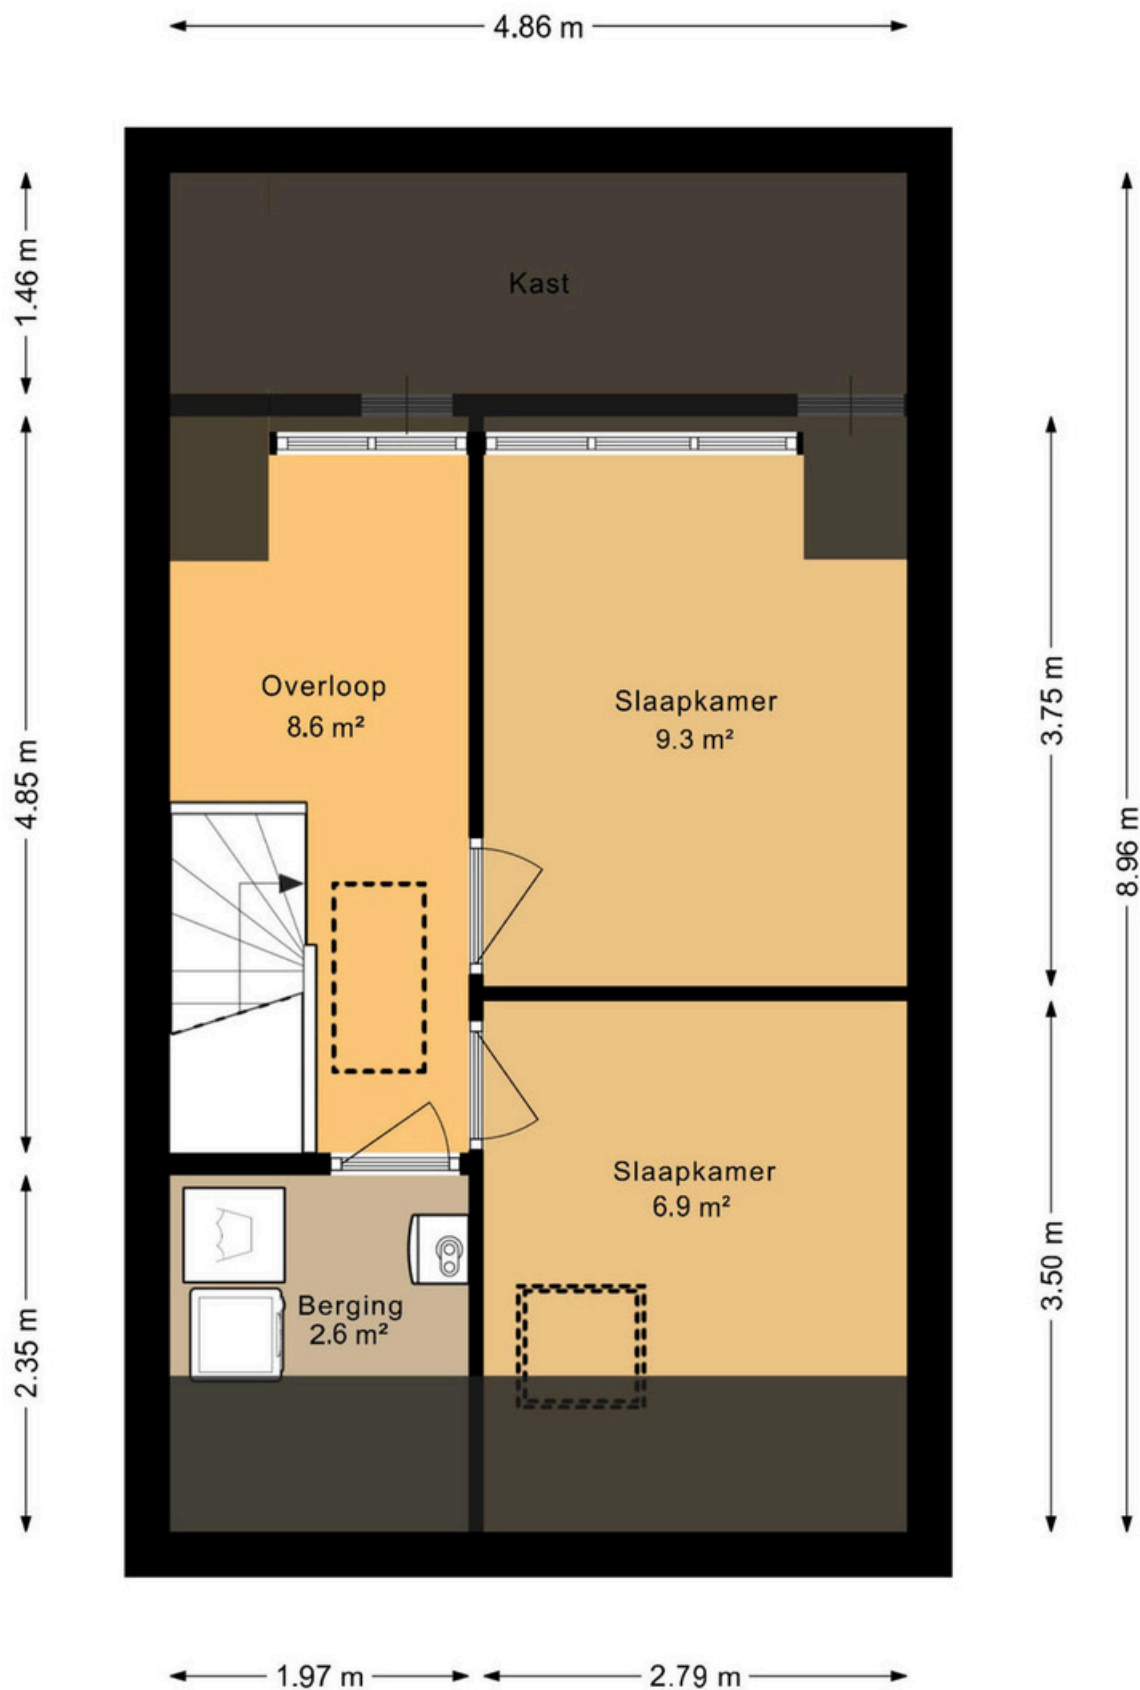 4.86 m
1.46 m
Kast
4.85 m
3.75 m
8.96 m
Overloop
8.6 m²
Slaapkamer
9.3 m²
Slaapkamer
6.9 m²
3.50 m
Berging
2.6 m²
2.35 m
1.97 m
2.79 m